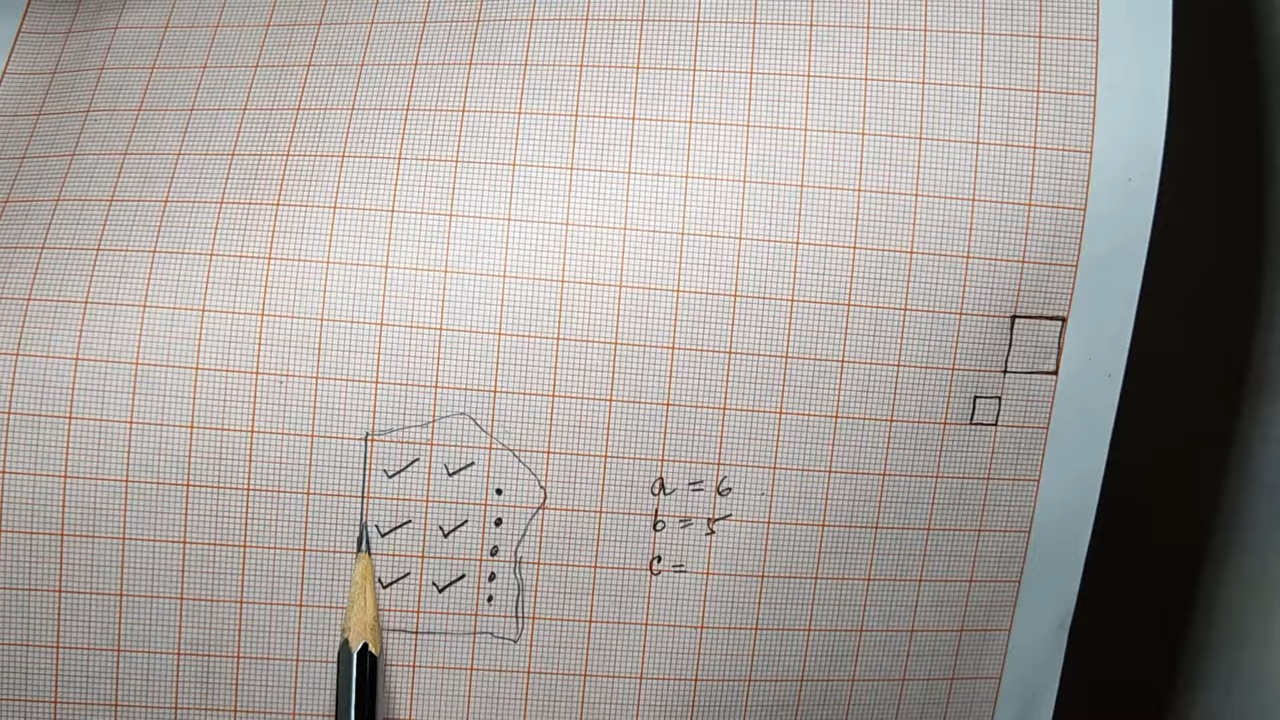 a = 6
b = 5
c =